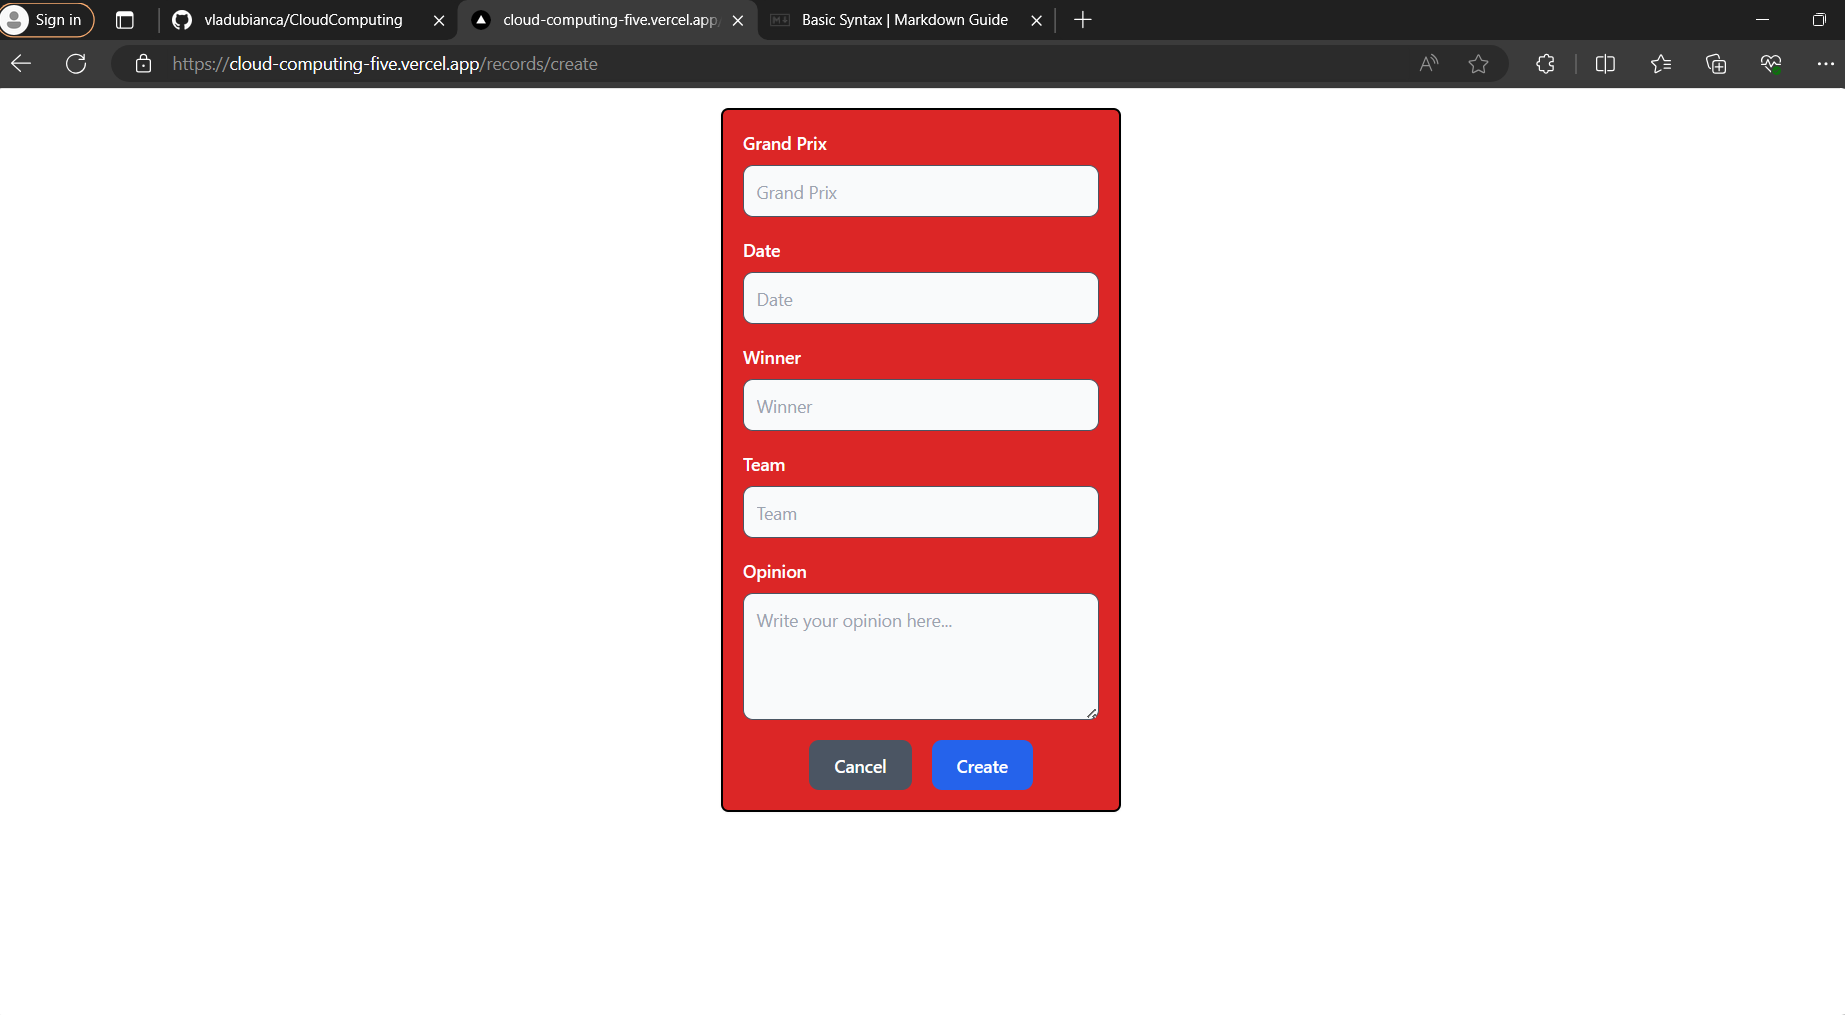 Sign in
vladubianca/CloudComputing
cloud-computing-five.vercel.app/
Basic Syntax | Markdown Guide
https://cloud-computing-five.vercel.app/records/create
Grand Prix
Grand Prix
Date
Date
Winner
Winner
Team
Team
Opinion
Write your opinion here...
Cancel
Create